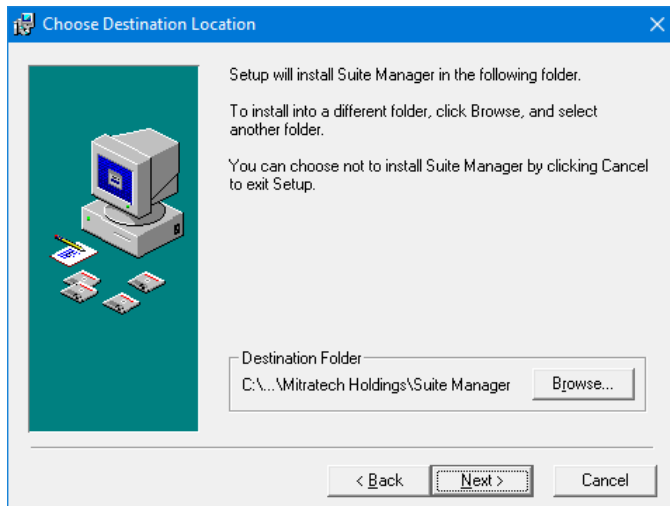 Choose Destination Location
Setup will install Suite Manager in the following folder.
To install into a different folder, click Browse, and select
another folder.
You can choose not to install Suite Manager by clicking Cancel
to exit Setup.
Destination Folder
C:\...\Mitratech Holdings\Suite Manager
Browse...
< Back
Next >
Cancel